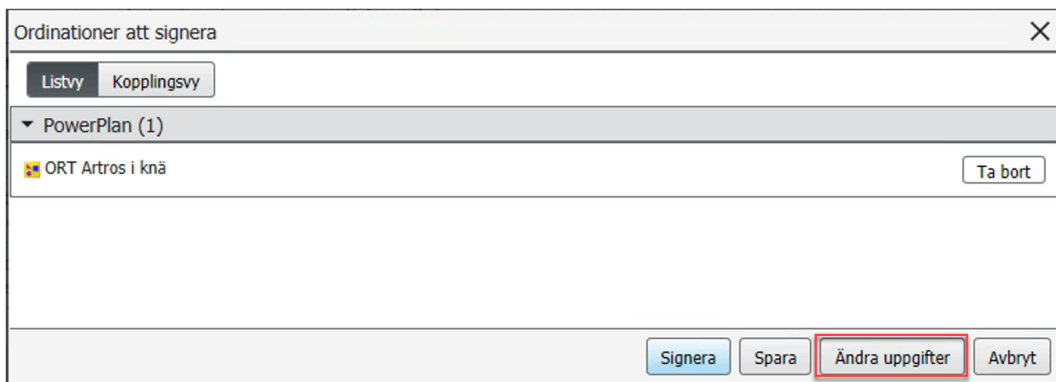 Ordinationer att signera
Listvy Kopplingsvy
PowerPlan (1)
ORT Artros i knä Ta bort
Signera Spara Ändra uppgifter Avbryt